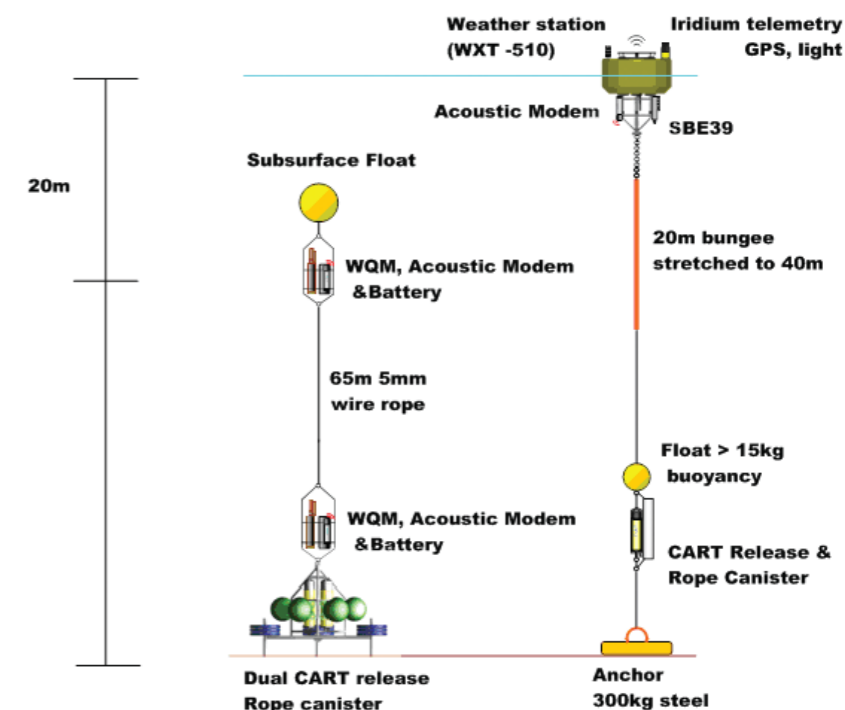 Weather station
(WXT -510)
Iridium telemetry
GPS, light
Acoustic Modem
SBE39
Subsurface Float
20m
WQM, Acoustic Modem
&Battery
20m bungee
stretched to 40m
65m 5mm
wire rope
Float > 15kg
buoyancy
WQM, Acoustic Modem
&Battery
CART Release &
Rope Canister
Dual CART release
Rope canister
Anchor
300kg steel